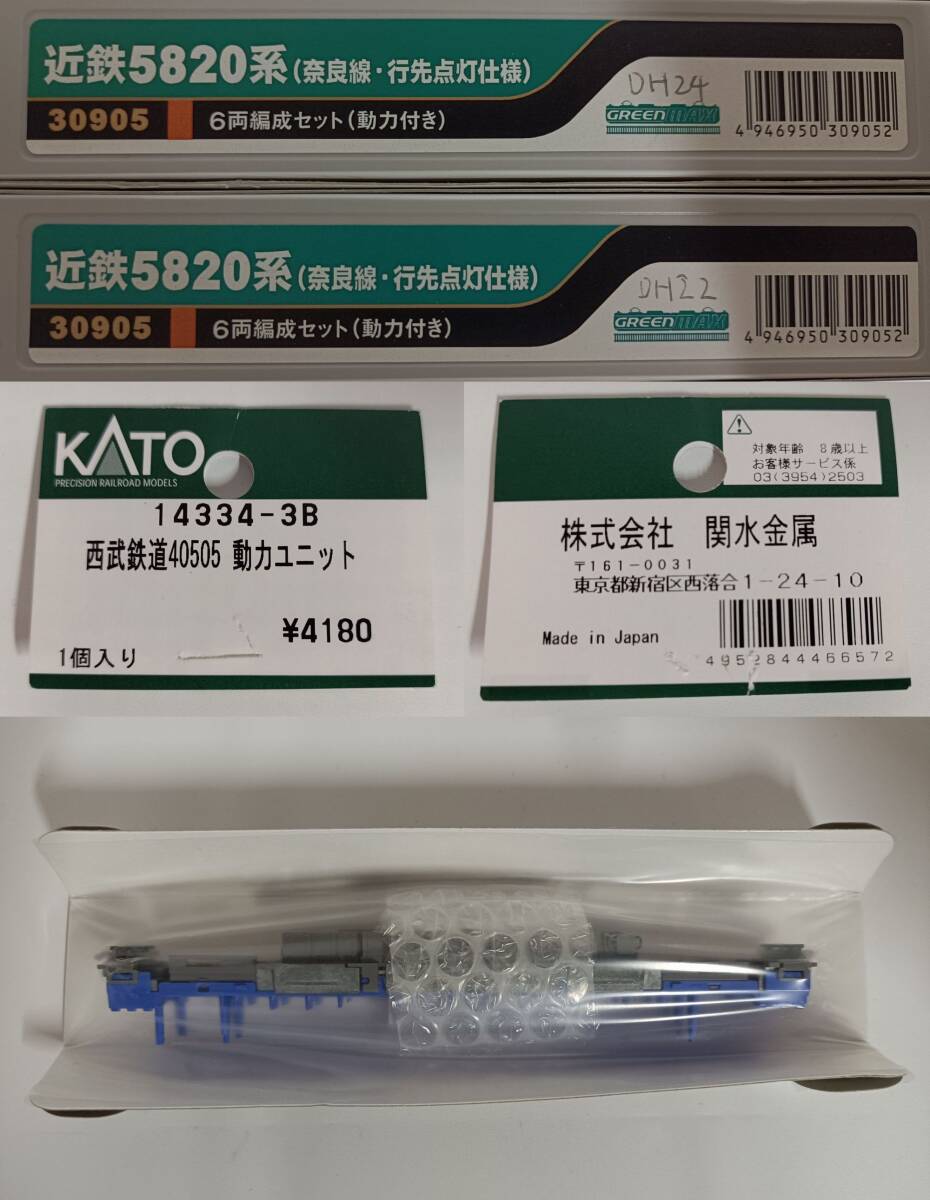 近鉄5820系(奈良線・行先点灯仕様)
30905 6両編成セット(動力付き)
DH24
GREENMAX
4 946950 309052
近鉄5820系(奈良線・行先点灯仕様)
30905 6両編成セット(動力付き)
DH22
GREENMAX
4 946950 309052
KATO
PRECISION RAILROAD MODELS
14334-3B
西武鉄道40505 動力ユニット
¥4180
1個入り
対象年齢 8歳以上
お客様サービス係
03(3954)2503
株式会社 関水金属
〒161-0031
東京都新宿区西落合1-24-10
Made in Japan
4952844466572